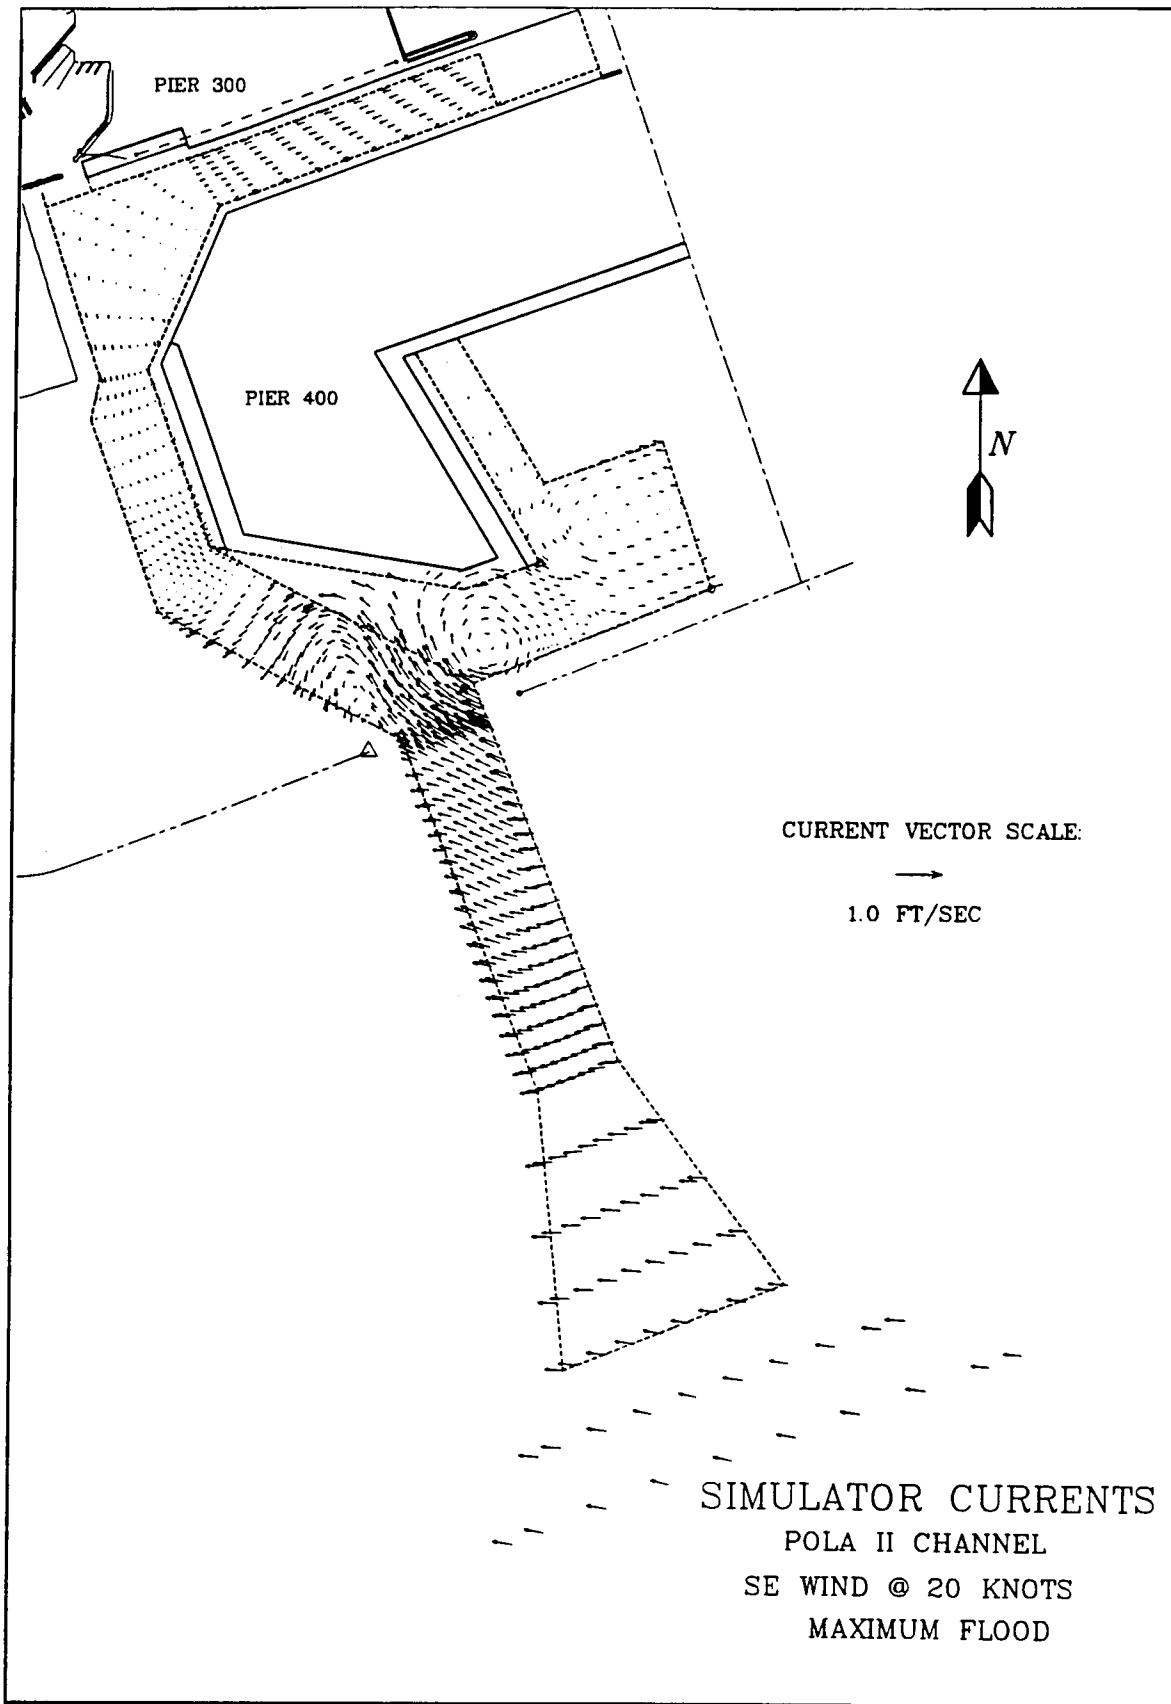 PIER 300
PIER 400
N
CURRENT VECTOR SCALE:
1.0 FT/SEC
SIMULATOR CURRENTS
POLA II CHANNEL
SE WIND @ 20 KNOTS
MAXIMUM FLOOD